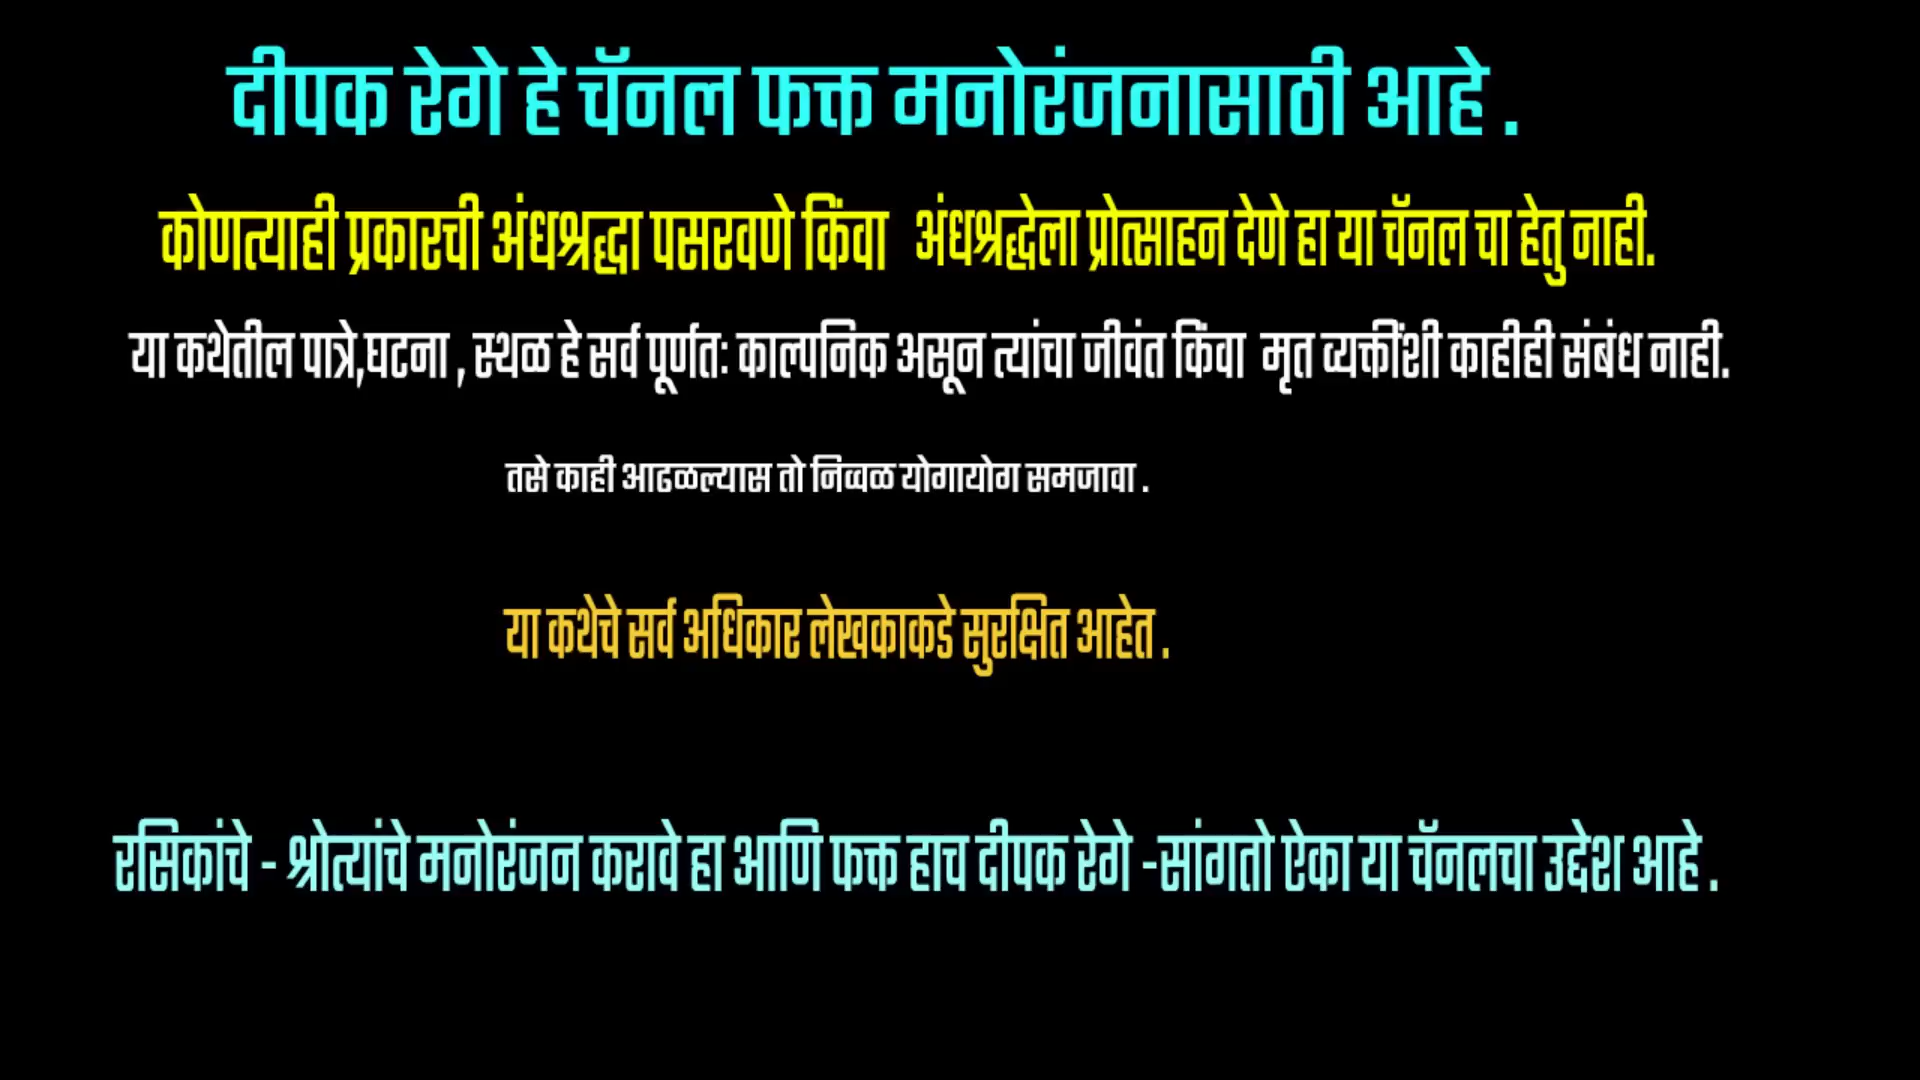 दीपक रेगे हे चॅनल फक्त मनोरंजनासाठी आहे .
कोणत्याही प्रकारची अंधश्रद्धा पसरवणे किंवा अंधश्रद्धेला प्रोत्साहन देणे हा या चॅनल चा हेतु नाही.
या कथेतील पात्रे,घटना , स्थळ हे सर्व पूर्णतः काल्पनिक असून त्यांचा जीवंत किंवा मृत व्यक्तींशी काहीही संबंध नाही.
तसे काही आढळल्यास तो निव्वळ योगायोग समजावा .
या कथेचे सर्व अधिकार लेखकाकडे सुरक्षित आहेत .
रसिकांचे - श्रोत्यांचे मनोरंजन करावे हा आणि फक्त हाच दीपक रेगे -सांगतो ऐका या चॅनलचा उद्देश आहे .